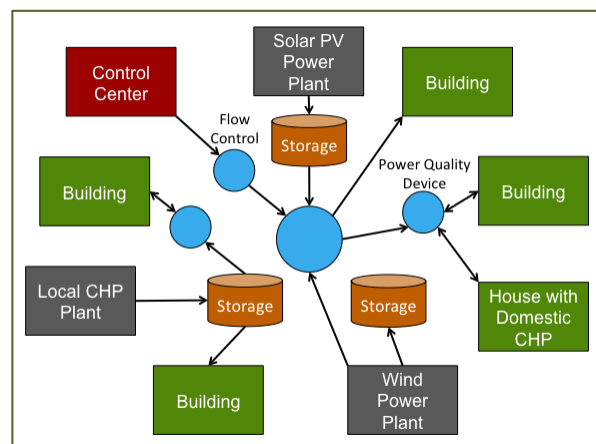 Solar PV
Power
Plant
Control
Center
Building
Flow
Control
Storage
Power Quality
Device
Building
Building
Local CHP
Plant
Storage
Storage
House with
Domestic
CHP
Building
Wind
Power
Plant